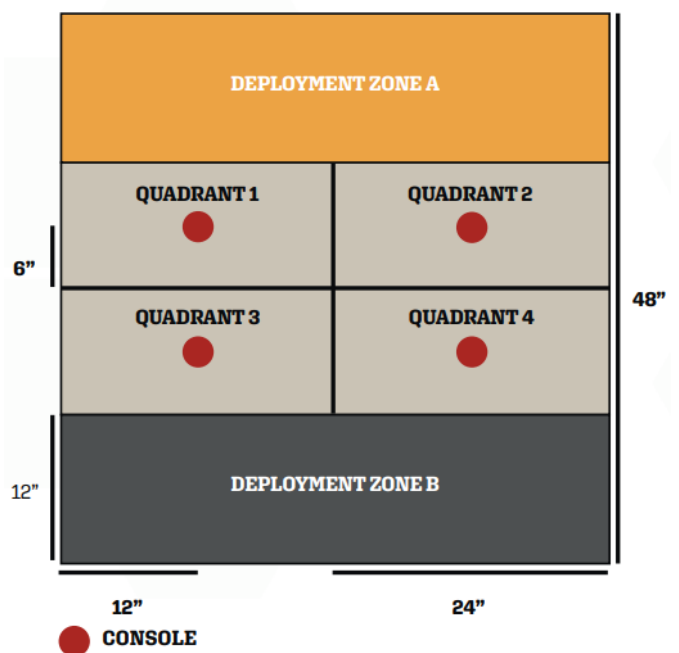 DEPLOYMENT ZONE A
QUADRANT 1
QUADRANT 2
6”
QUADRANT 3
QUADRANT 4
48”
DEPLOYMENT ZONE B
12”
12”
24”
CONSOLE